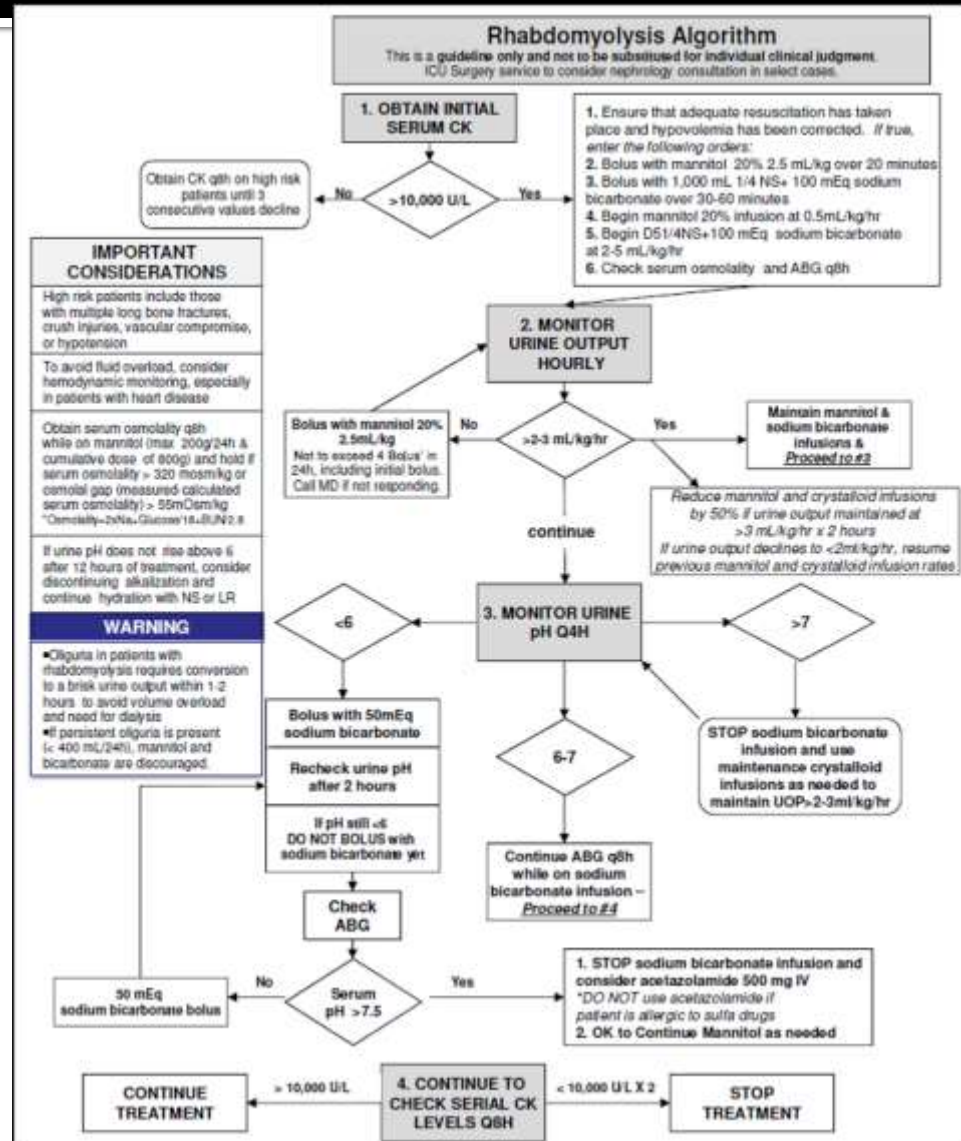 Rhabdomyolysis Algorithm
This is a guideline only and not to be substituted for individual clinical judgment.
ICU Surgery service to consider nephrology consultation in select cases.
1. OBTAIN INITIAL
SERUM CK
>10,000 U/L
No
Yes
Obtain CK q8h on high risk
patients until 3
consecutive values decline
1. Ensure that adequate resuscitation has taken
place and hypovolemia has been corrected. If true,
enter the following orders:
2. Bolus with mannitol 20% 2.5 mL/kg over 20 minutes
3. Bolus with 1,000 mL 1/4 NS+ 100 mEq sodium
bicarbonate over 30-60 minutes
4. Begin mannitol 20% infusion at 0.5mL/kg/hr
5. Begin D51/4NS+100 mEq sodium bicarbonate
at 2-5 mL/kg/hr
6. Check serum osmolality and ABG q8h
IMPORTANT
CONSIDERATIONS
High risk patients include those
with multiple long bone fractures,
crush injuries, vascular compromise,
or hypotension
To avoid fluid overload, consider
hemodynamic monitoring, especially
in patients with heart disease
Obtain serum osmolality q8h
while on mannitol (max. 200g/24h &
cumulative dose of 800g) and hold if
serum osmolality > 320 mosm/kg or
osmolal gap (measured-calculated
serum osmolality) > 55mOsm/kg
*Osmolality=2xNa+Glucose/18+BUN/2.8
If urine pH does not rise above 6
after 12 hours of treatment, consider
discontinuing alkalization and
continue hydration with NS or LR
WARNING
▪Oliguria in patients with
rhabdomyolysis requires conversion
to a brisk urine output within 1-2
hours to avoid volume overload
and need for dialysis
▪If persistent oliguria is present
(< 400 mL/24h), mannitol and
bicarbonate are discouraged.
2. MONITOR
URINE OUTPUT
HOURLY
>2-3 mL/kg/hr
No
Yes
Bolus with mannitol 20%
2.5mL/kg
Not to exceed 4 Bolus' in
24h, including initial bolus.
Call MD if not responding.
Maintain mannitol &
sodium bicarbonate
infusions &
Proceed to #3
Reduce mannitol and crystalloid infusions
by 50% if urine output maintained at
>3 mL/kg/hr x 2 hours
If urine output declines to <2ml/kg/hr, resume
previous mannitol and crystalloid infusion rates
continue
3. MONITOR URINE
pH Q4H
<6
>7
6-7
Bolus with 50mEq
sodium bicarbonate
Recheck urine pH
after 2 hours
If pH still <6
DO NOT BOLUS with
sodium bicarbonate yet
STOP sodium bicarbonate
infusion and use
maintenance crystalloid
infusions as needed to
maintain UOP>2-3ml/kg/hr
Continue ABG q8h
while on sodium
bicarbonate infusion –
Proceed to #4
Check
ABG
Serum
pH >7.5
No
Yes
50 mEq
sodium bicarbonate bolus
1. STOP sodium bicarbonate infusion and
consider acetazolamide 500 mg IV
*DO NOT use acetazolamide if
patient is allergic to sulfa drugs
2. OK to Continue Mannitol as needed
4. CONTINUE TO
CHECK SERIAL CK
LEVELS Q8H
> 10,000 U/L
< 10,000 U/L X 2
CONTINUE
TREATMENT
STOP
TREATMENT